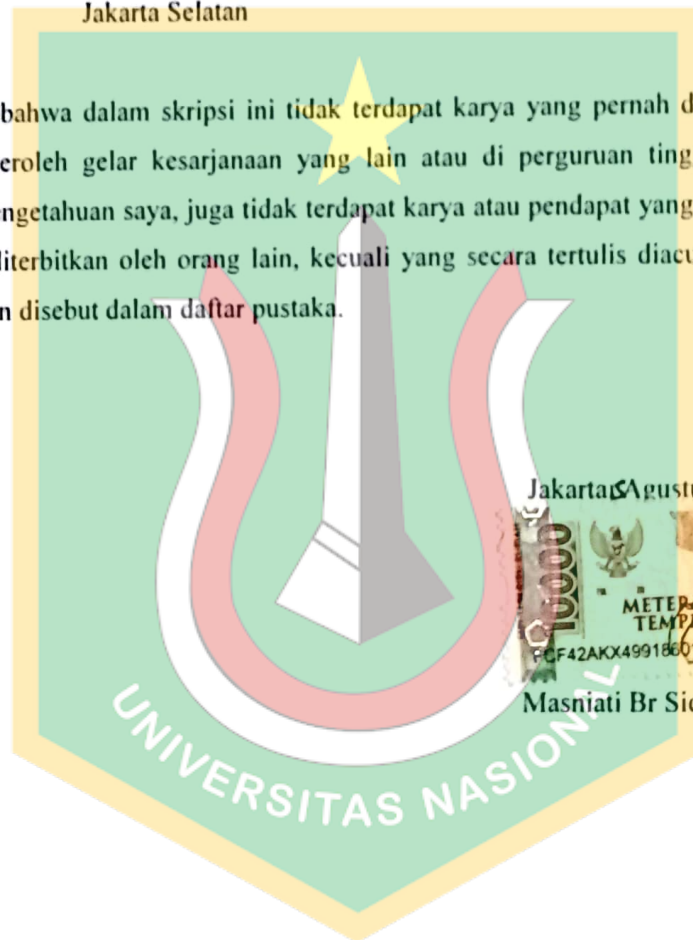 Jakarta Selatan
bahwa dalam skripsi ini tidak terdapat karya yang pernah d
eroleh gelar kesarjanaan yang lain atau di perguruan ting
ngetahuan saya, juga tidak terdapat karya atau pendapat yang
diterbitkan oleh orang lain, kecuali yang secara tertulis diacu
n disebut dalam daftar pustaka.
Jakarta, Agustu
10000
METER
TEMP
FCF42AKX4991860
Masniati Br Sid
UNIVERSITAS NASIONAL